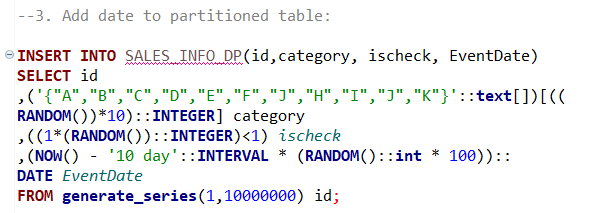 --3. Add date to partitioned table:
INSERT INTO SALES_INFO_DP(id,category, ischeck, EventDate)
SELECT id
,('{"A","B","C","D","E","F","J","H","I","J","K"}'::text[])[((
RANDOM())*10)::INTEGER] category
,((1*(RANDOM())::INTEGER)<1) ischeck
,(NOW() - '10 day'::INTERVAL * (RANDOM()::int * 100))::
DATE EventDate
FROM generate_series(1,10000000) id;